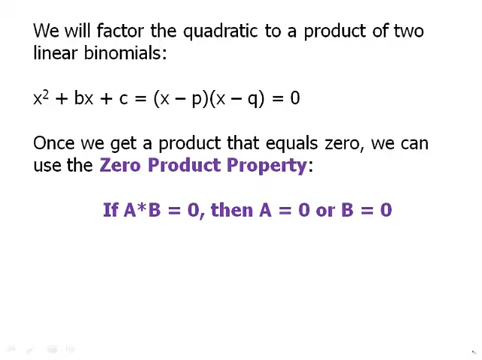 We will factor the quadratic to a product of two
linear binomials:
x² + bx + c = (x – p)(x – q) = 0
Once we get a product that equals zero, we can
use the Zero Product Property:
If A*B = 0, then A = 0 or B = 0